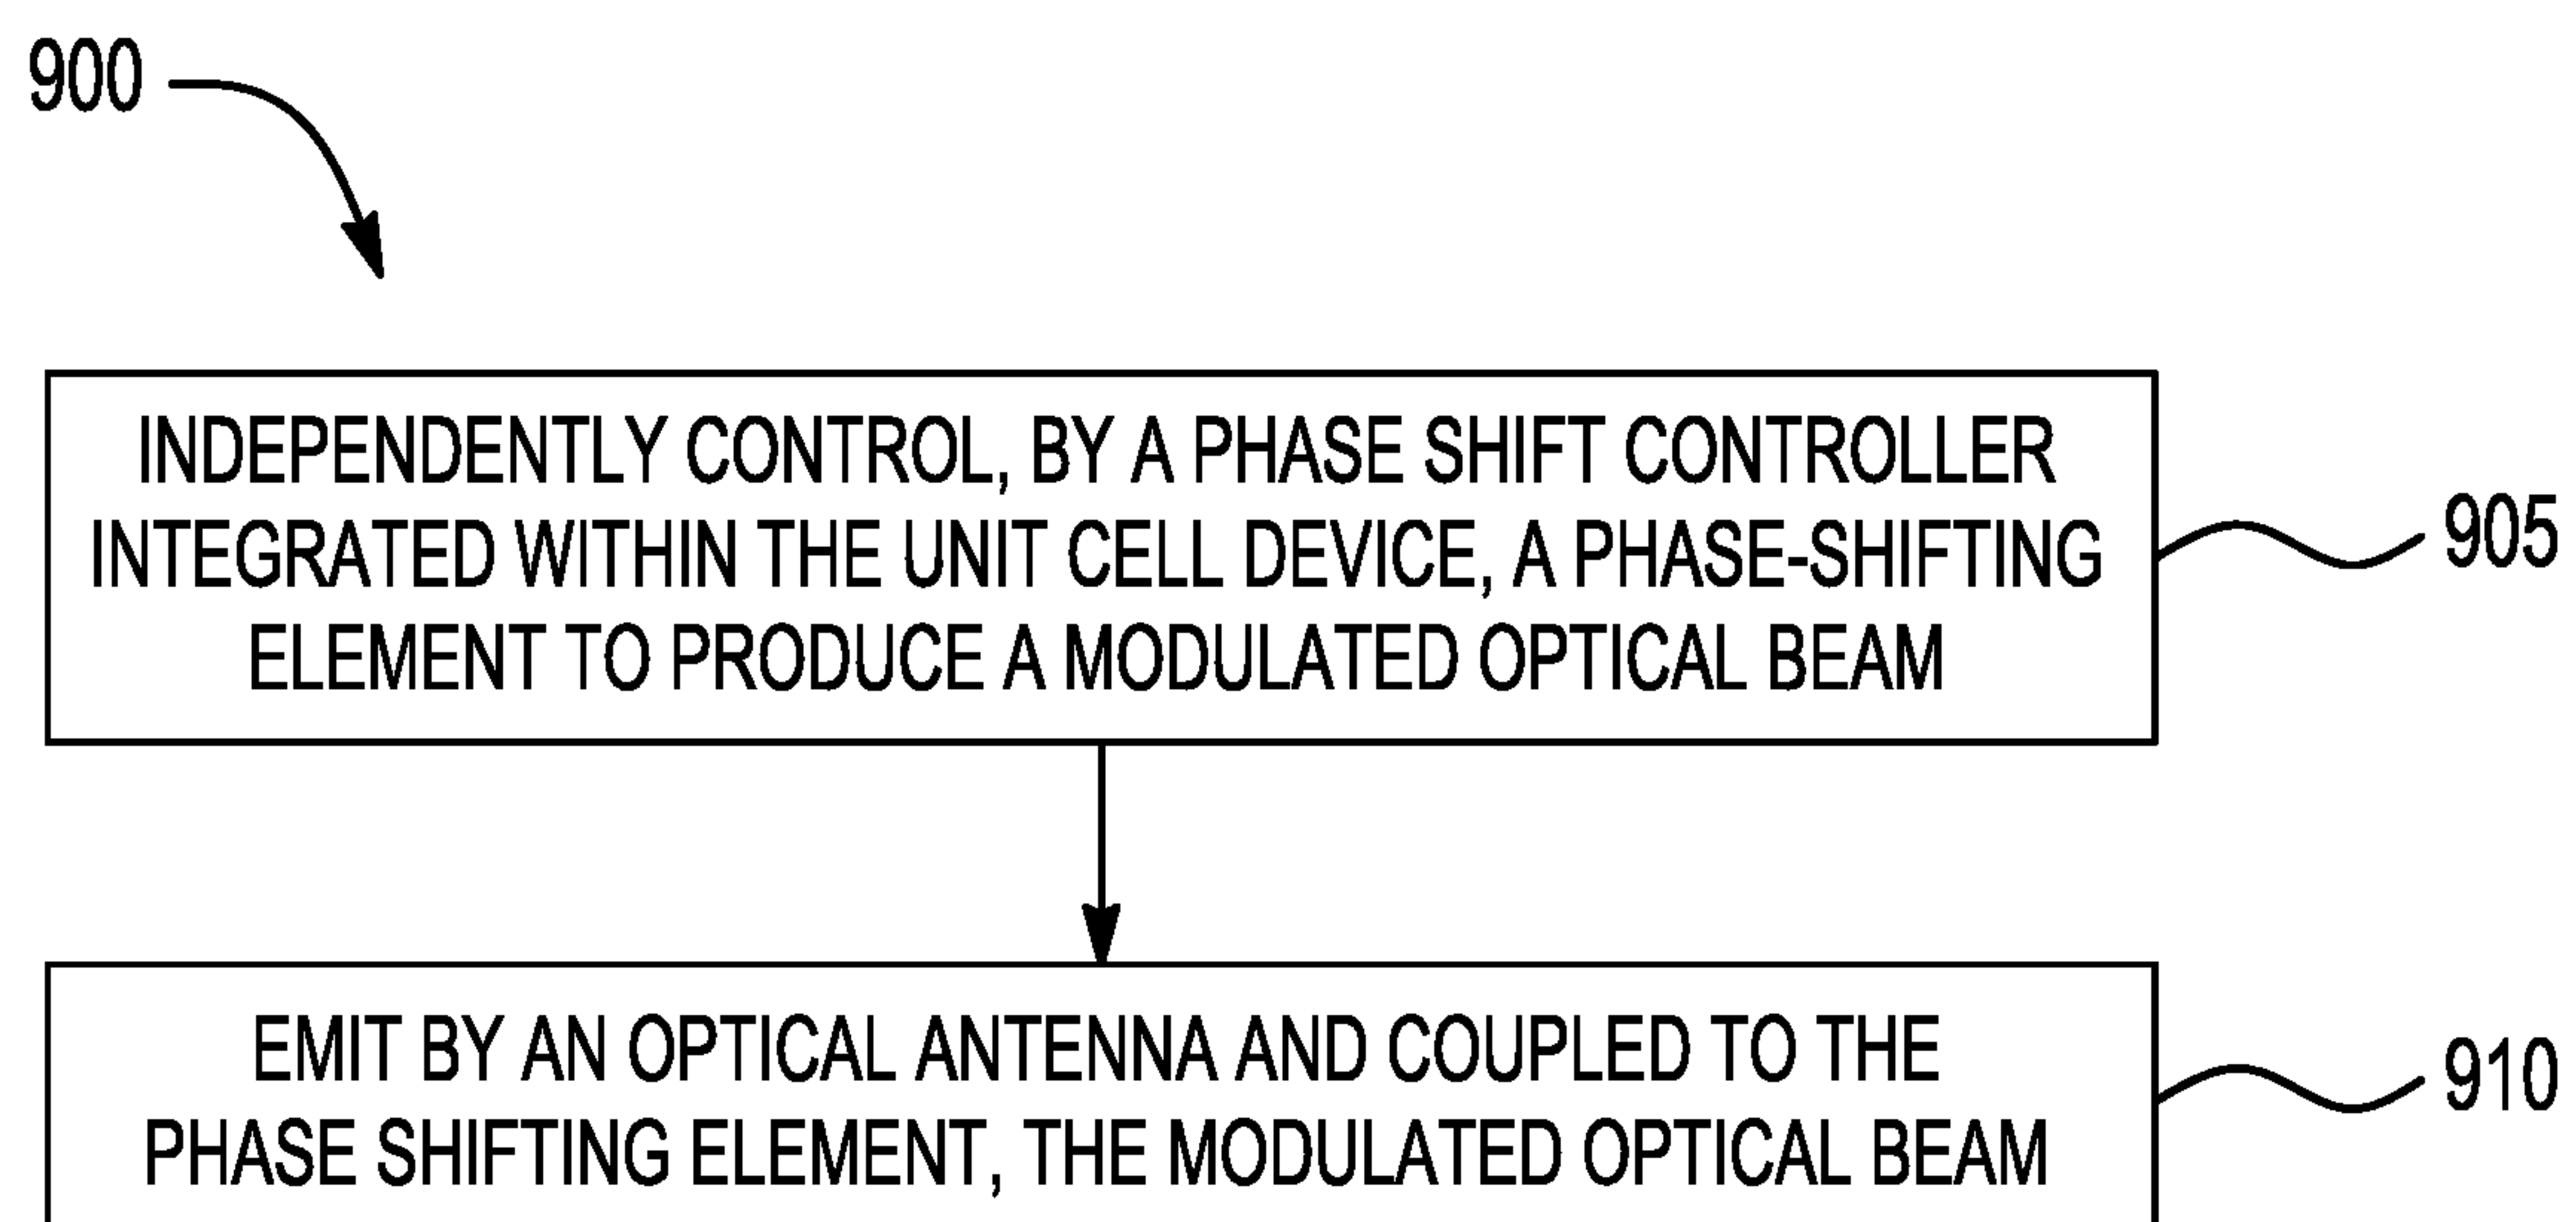 900
INDEPENDENTLY CONTROL, BY A PHASE SHIFT CONTROLLER
INTEGRATED WITHIN THE UNIT CELL DEVICE, A PHASE-SHIFTING
ELEMENT TO PRODUCE A MODULATED OPTICAL BEAM
905
EMIT BY AN OPTICAL ANTENNA AND COUPLED TO THE
PHASE SHIFTING ELEMENT, THE MODULATED OPTICAL BEAM
910